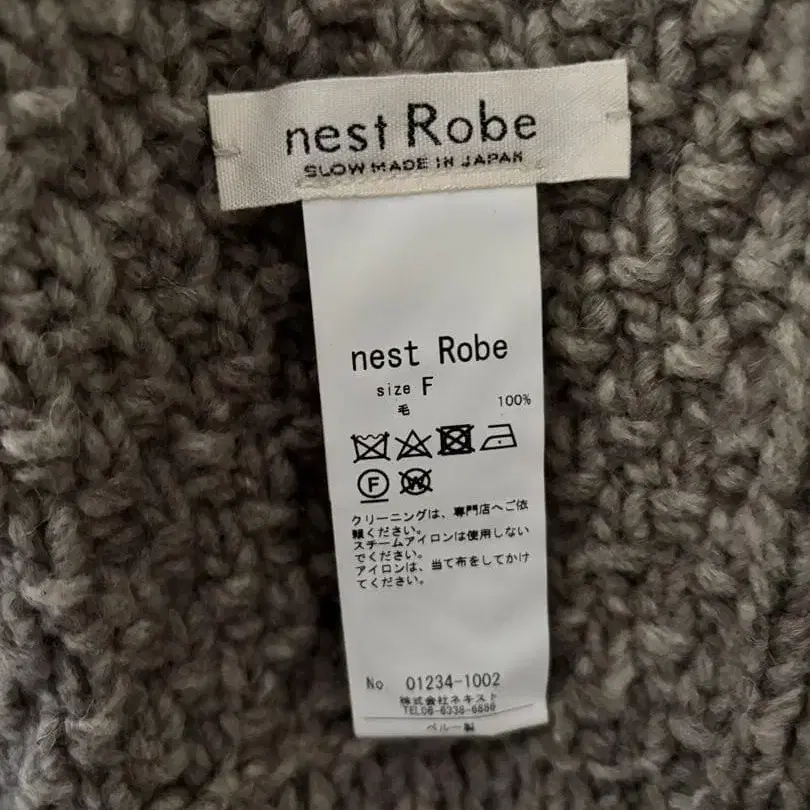 nest Robe
SLOW MADE IN JAPAN
nest Robe
size F
毛 100%
F W
クリーニングは、専門店へご依
頼ください。
スチームアイロンは使用しない
でください。
アイロンは、当て布をしてかけ
てください。
No 01234-1002
株式会社ネキスト
TEL06-6338-6880
ペルー製